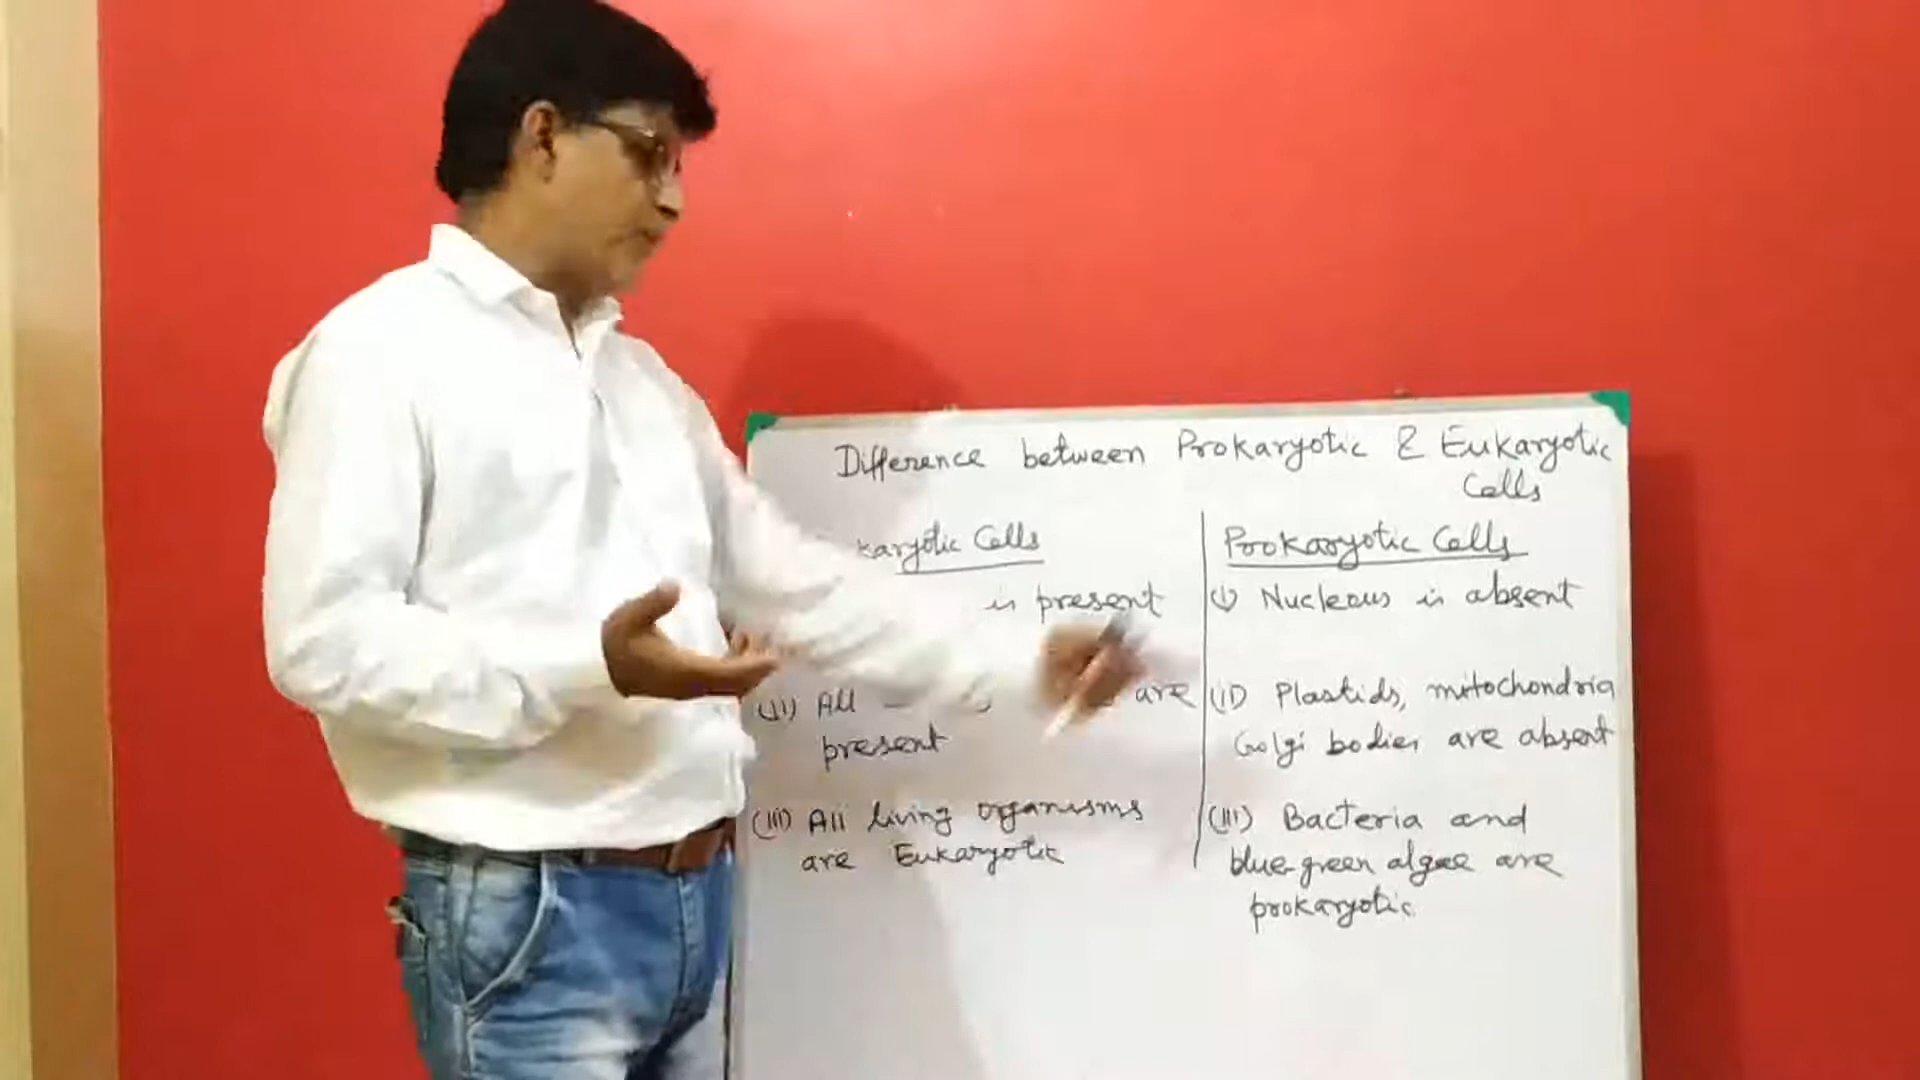 Difference between Prokaryotic & Eukaryotic
Cells
karyotic Cells
is present
(ii) All are
present
(iii) All living organisms
are Eukaryotic
Prokaryotic Cells
(i) Nucleous is absent
(ii) Plastids, mitochondria
Golgi bodies are absent
(iii) Bacteria and
blue-green algae are
prokaryotic.